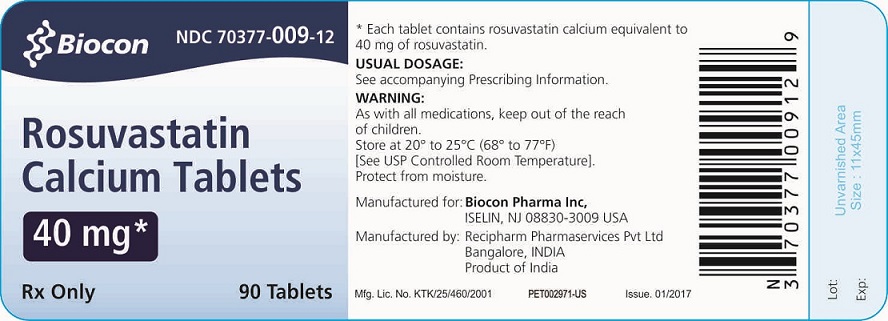 Biocon
NDC 70377-009-12
Rosuvastatin
Calcium Tablets
40 mg*
Rx Only
90 Tablets
* Each tablet contains rosuvastatin calcium equivalent to
40 mg of rosuvastatin.
USUAL DOSAGE:
See accompanying Prescribing Information.
WARNING:
As with all medications, keep out of the reach
of children.
Store at 20° to 25°C (68° to 77°F)
[See USP Controlled Room Temperature].
Protect from moisture.
Manufactured for: Biocon Pharma Inc,
ISELIN, NJ 08830-3009 USA
Manufactured by: Recipharm Pharmaservices Pvt Ltd
Bangalore, INDIA
Product of India
Mfg. Lic. No. KTK/25/460/2001 PET002971-US Issue. 01/2017
N
3 70377 00912 9
Unvarnished Area
Size : 11x45mm
Lot:
Exp: